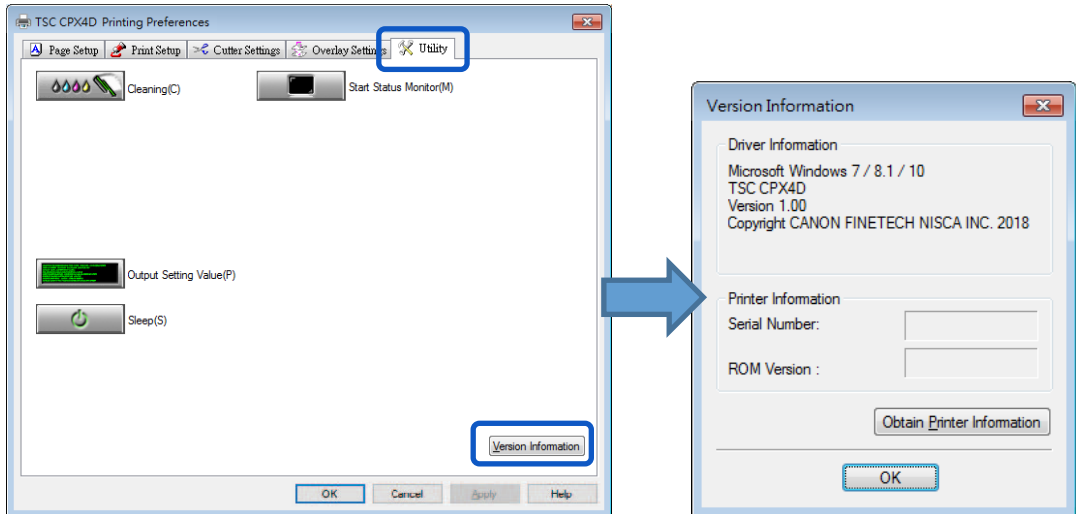 TSC CPX4D Printing Preferences
Page Setup
Print Setup
Cutter Settings
Overlay Settings
Utility
Cleaning(C)
Start Status Monitor(M)
Output Setting Value(P)
Sleep(S)
Version Information
OK
Cancel
Apply
Help
Version Information
Driver Information
Microsoft Windows 7 / 8.1 / 10
TSC CPX4D
Version 1.00
Copyright CANON FINETECH NISCA INC. 2018
Printer Information
Serial Number:
ROM Version :
Obtain Printer Information
OK